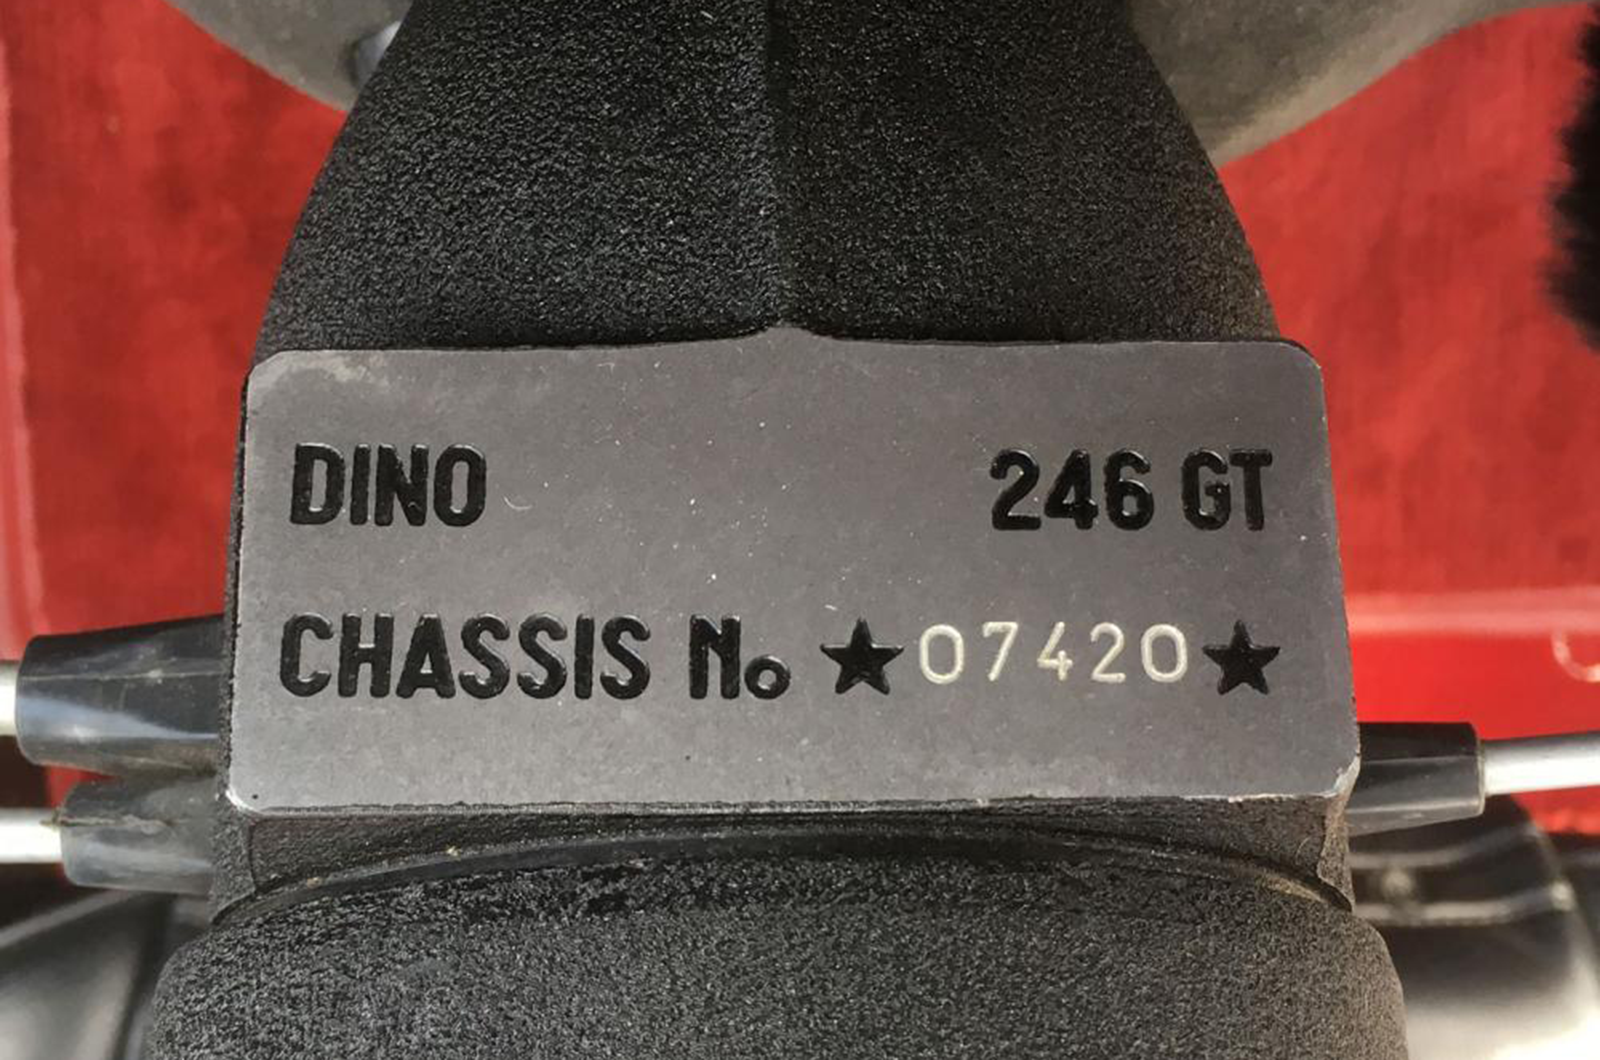 DINO 246 GT
CHASSIS No ★07420★